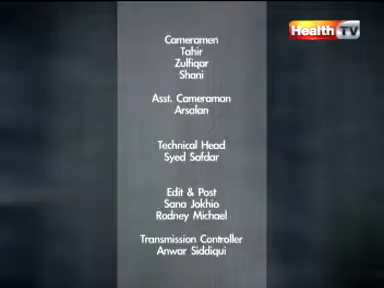 Health TV
Cameramen
Tahir
Zulfiqar
Shani
Asst. Cameraman
Arsalan
Technical Head
Syed Safdar
Edit & Post
Sana Jokhio
Rodney Michael
Transmission Controller
Anwar Siddiqui